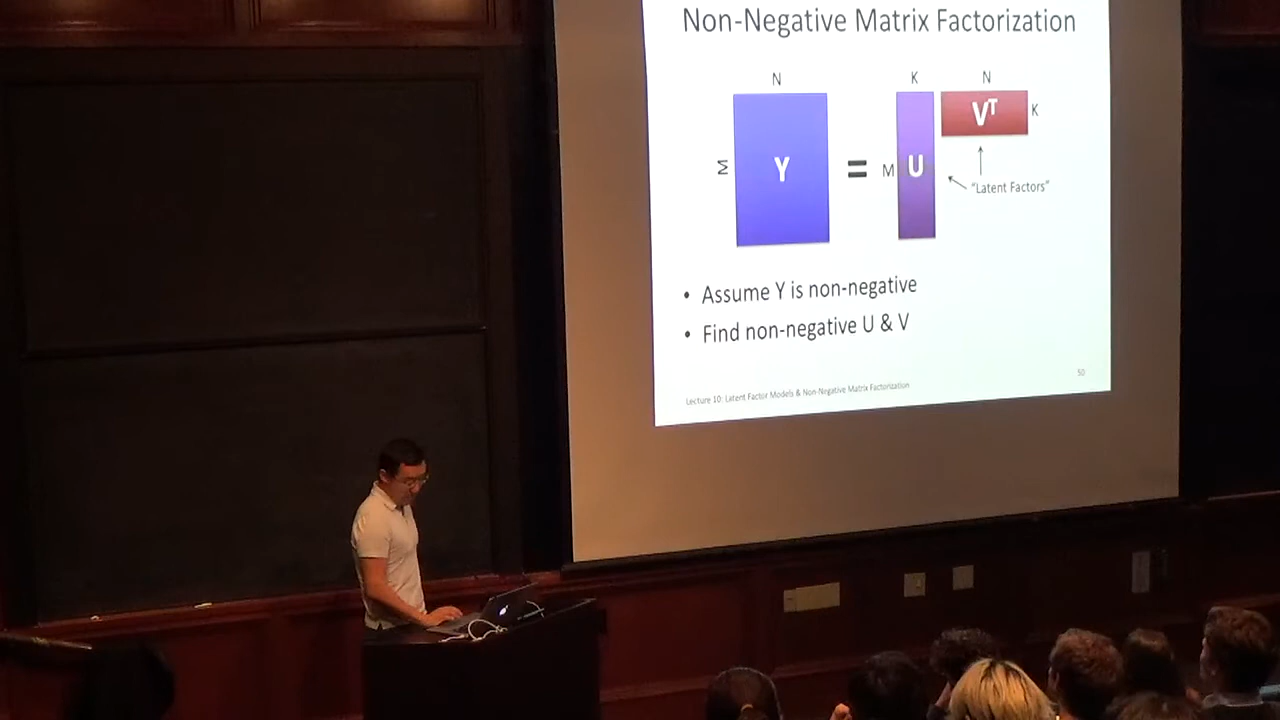 Non-Negative Matrix Factorization
N K N
M Y = M U Vᵀ K
"Latent Factors"
• Assume Y is non-negative
• Find non-negative U & V
50
Lecture 10: Latent Factor Models & Non-Negative Matrix Factorization